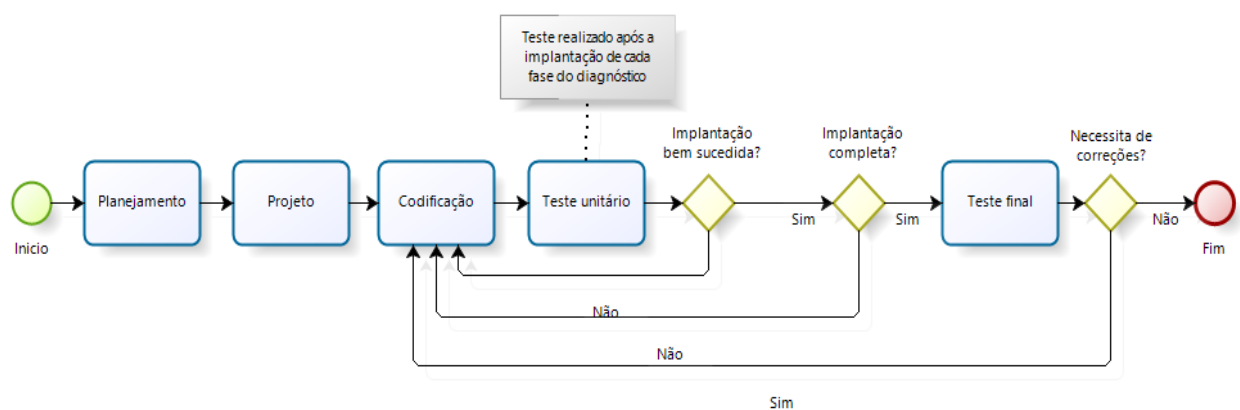 Teste realizado após a
implantação de cada
fase do diagnóstico
Implantação
bem sucedida?
Implantação
completa?
Necessita de
correções?
Planejamento
Projeto
Codificação
Teste unitário
Teste final
Sim
Sim
Não
Inicio
Fim
Não
Não
Sim